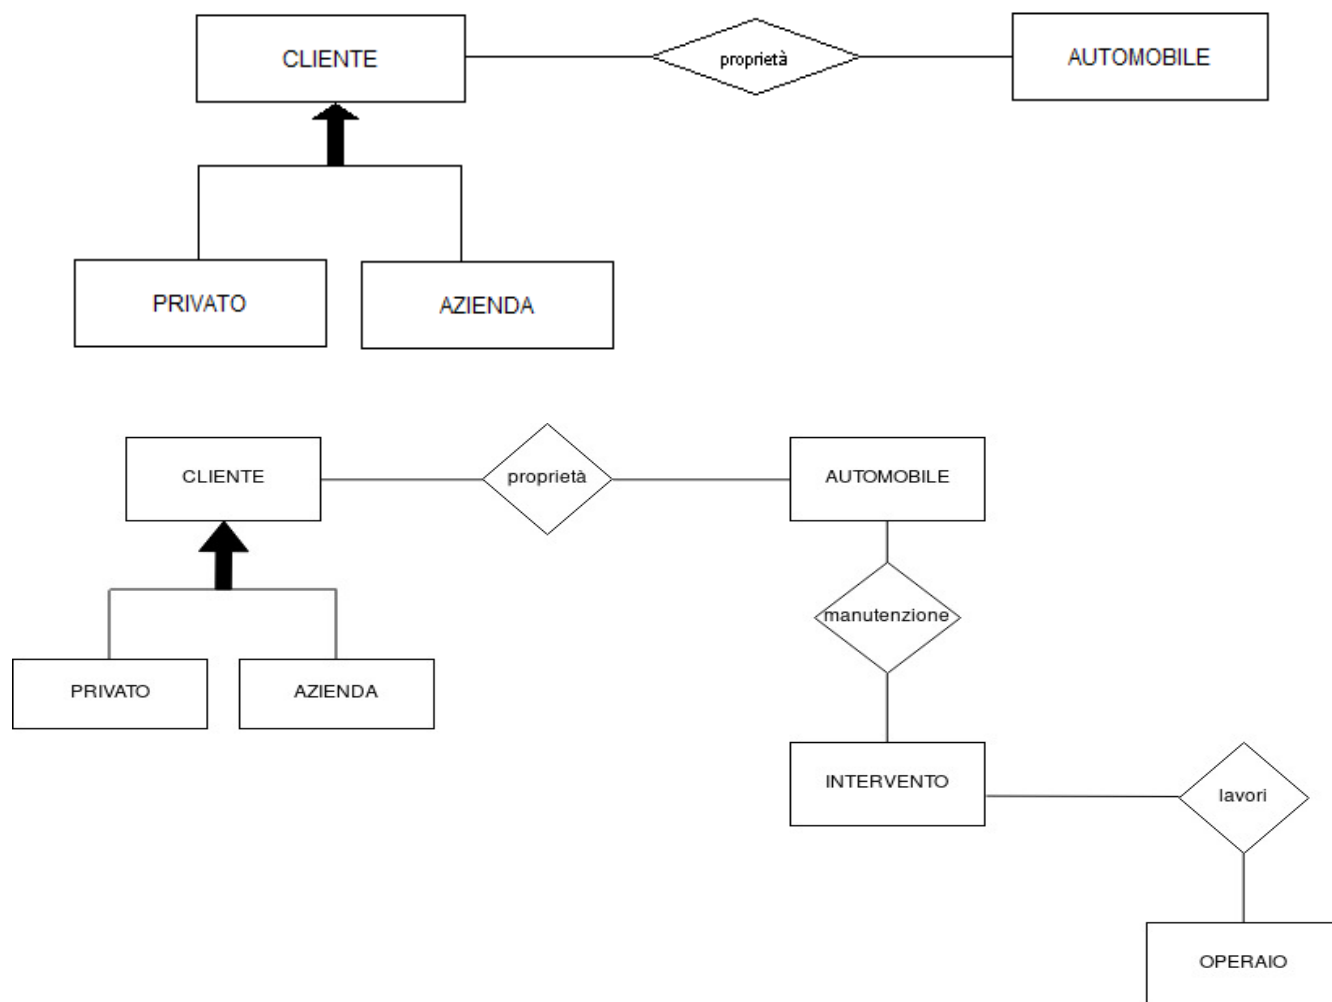 CLIENTE
proprietà
AUTOMOBILE
PRIVATO
AZIENDA
CLIENTE
proprietà
AUTOMOBILE
manutenzione
PRIVATO
AZIENDA
INTERVENTO
lavori
OPERAIO